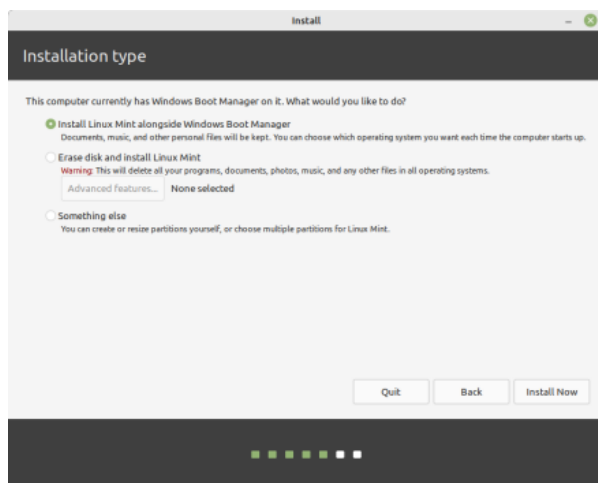 Install
Installation type
This computer currently has Windows Boot Manager on it. What would you like to do?
Install Linux Mint alongside Windows Boot Manager
Documents, music, and other personal files will be kept. You can choose which operating system you want each time the computer starts up.
Erase disk and install Linux Mint
Warning: This will delete all your programs, documents, photos, music, and any other files in all operating systems.
Advanced features... None selected
Something else
You can create or resize partitions yourself, or choose multiple partitions for Linux Mint.
Quit Back Install Now